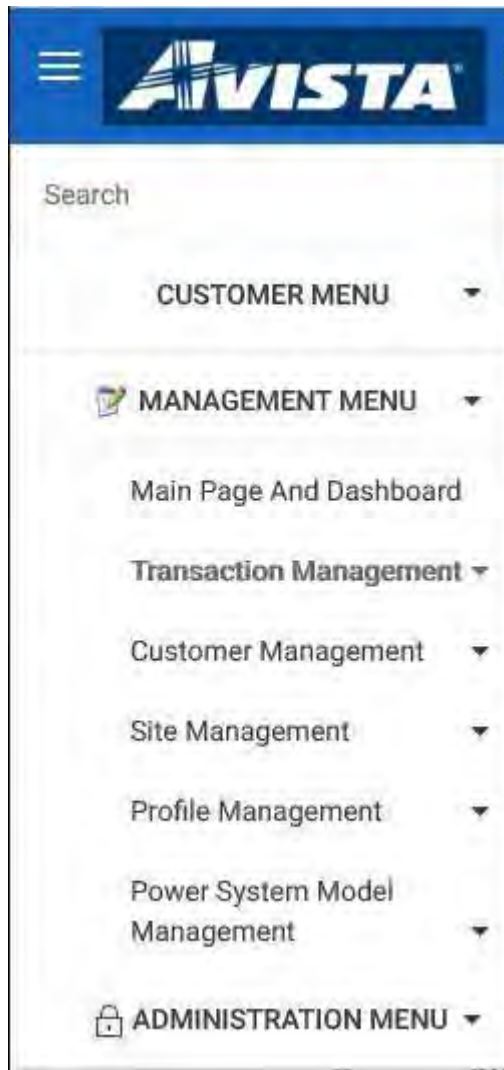 AVISTA
Search
CUSTOMER MENU
MANAGEMENT MENU
Main Page And Dashboard
Transaction Management
Customer Management
Site Management
Profile Management
Power System Model
Management
ADMINISTRATION MENU